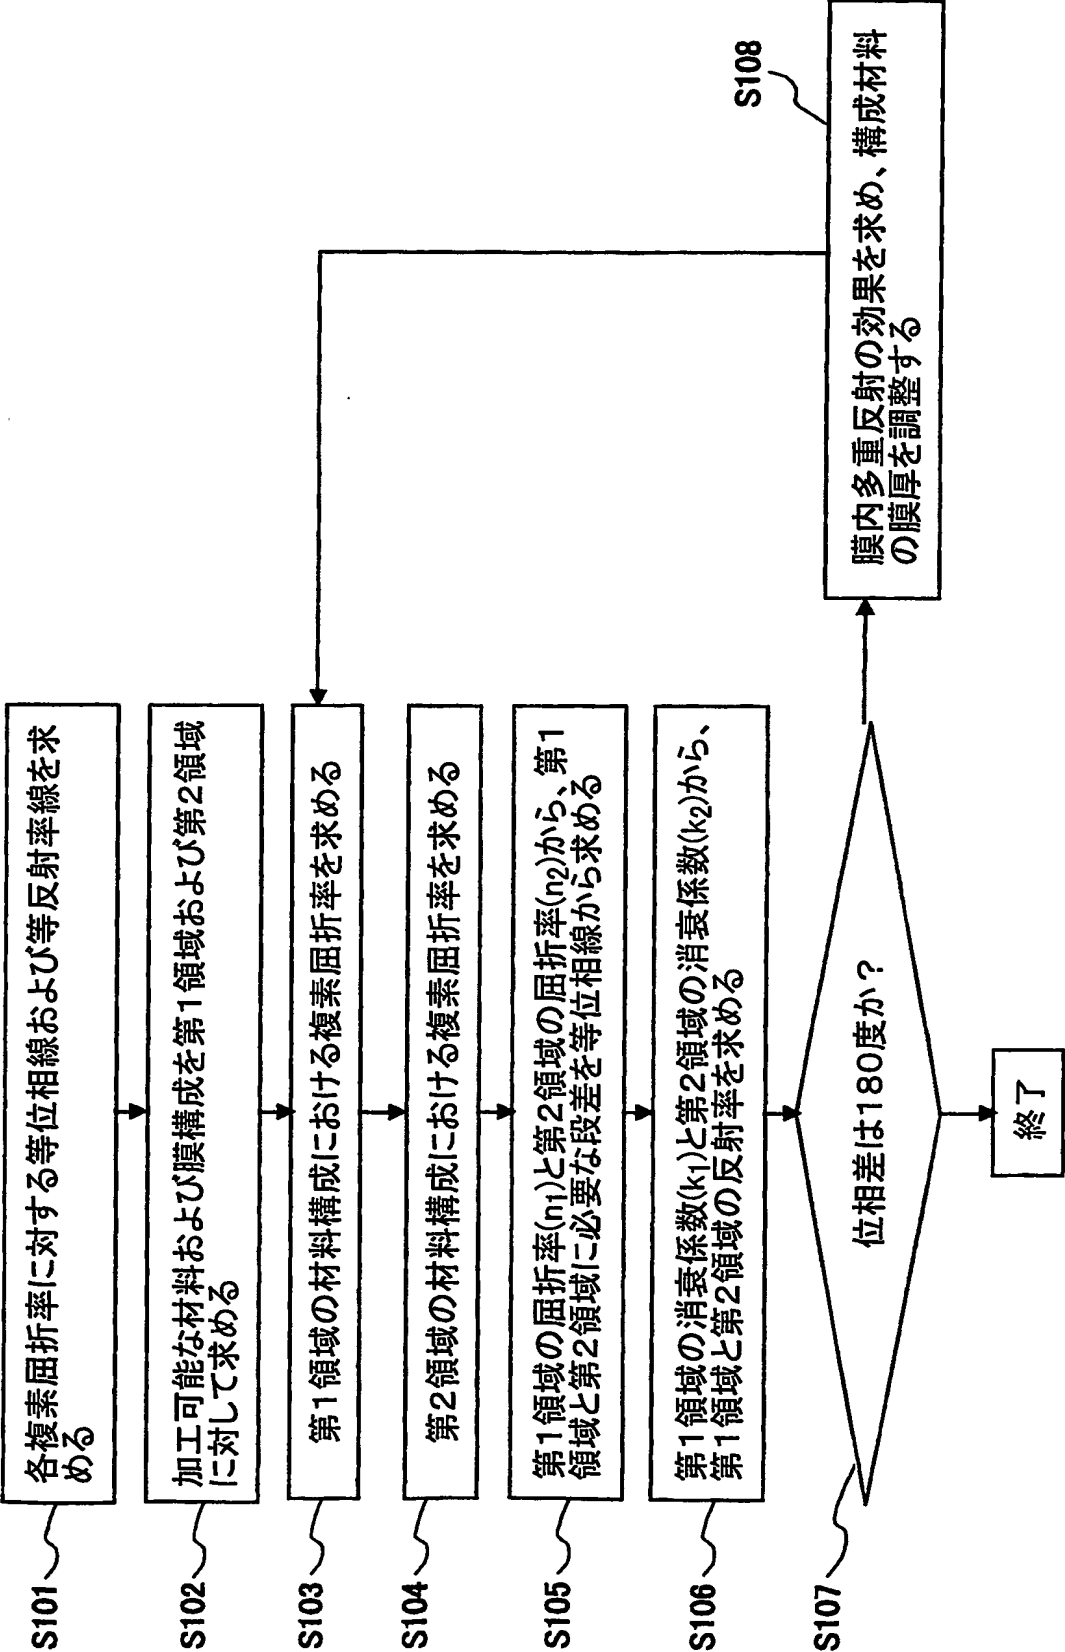 S101
各複素屈折率に対する等位相線および等反射率線を求
める
S102
加工可能な材料および膜構成を第1領域および第2領域
に対して求める
S103
第1領域の材料構成における複素屈折率を求める
S104
第2領域の材料構成における複素屈折率を求める
S105
第1領域の屈折率(n1)と第2領域の屈折率(n2)から、第1
領域と第2領域に必要な段差を等位相線から求める
S106
第1領域の消衰係数(k1)と第2領域の消衰係数(k2)から、
第1領域と第2領域の反射率を求める
S107
位相差は180度か？
S108
膜内多重反射の効果を求め、構成材料
の膜厚を調整する
終了